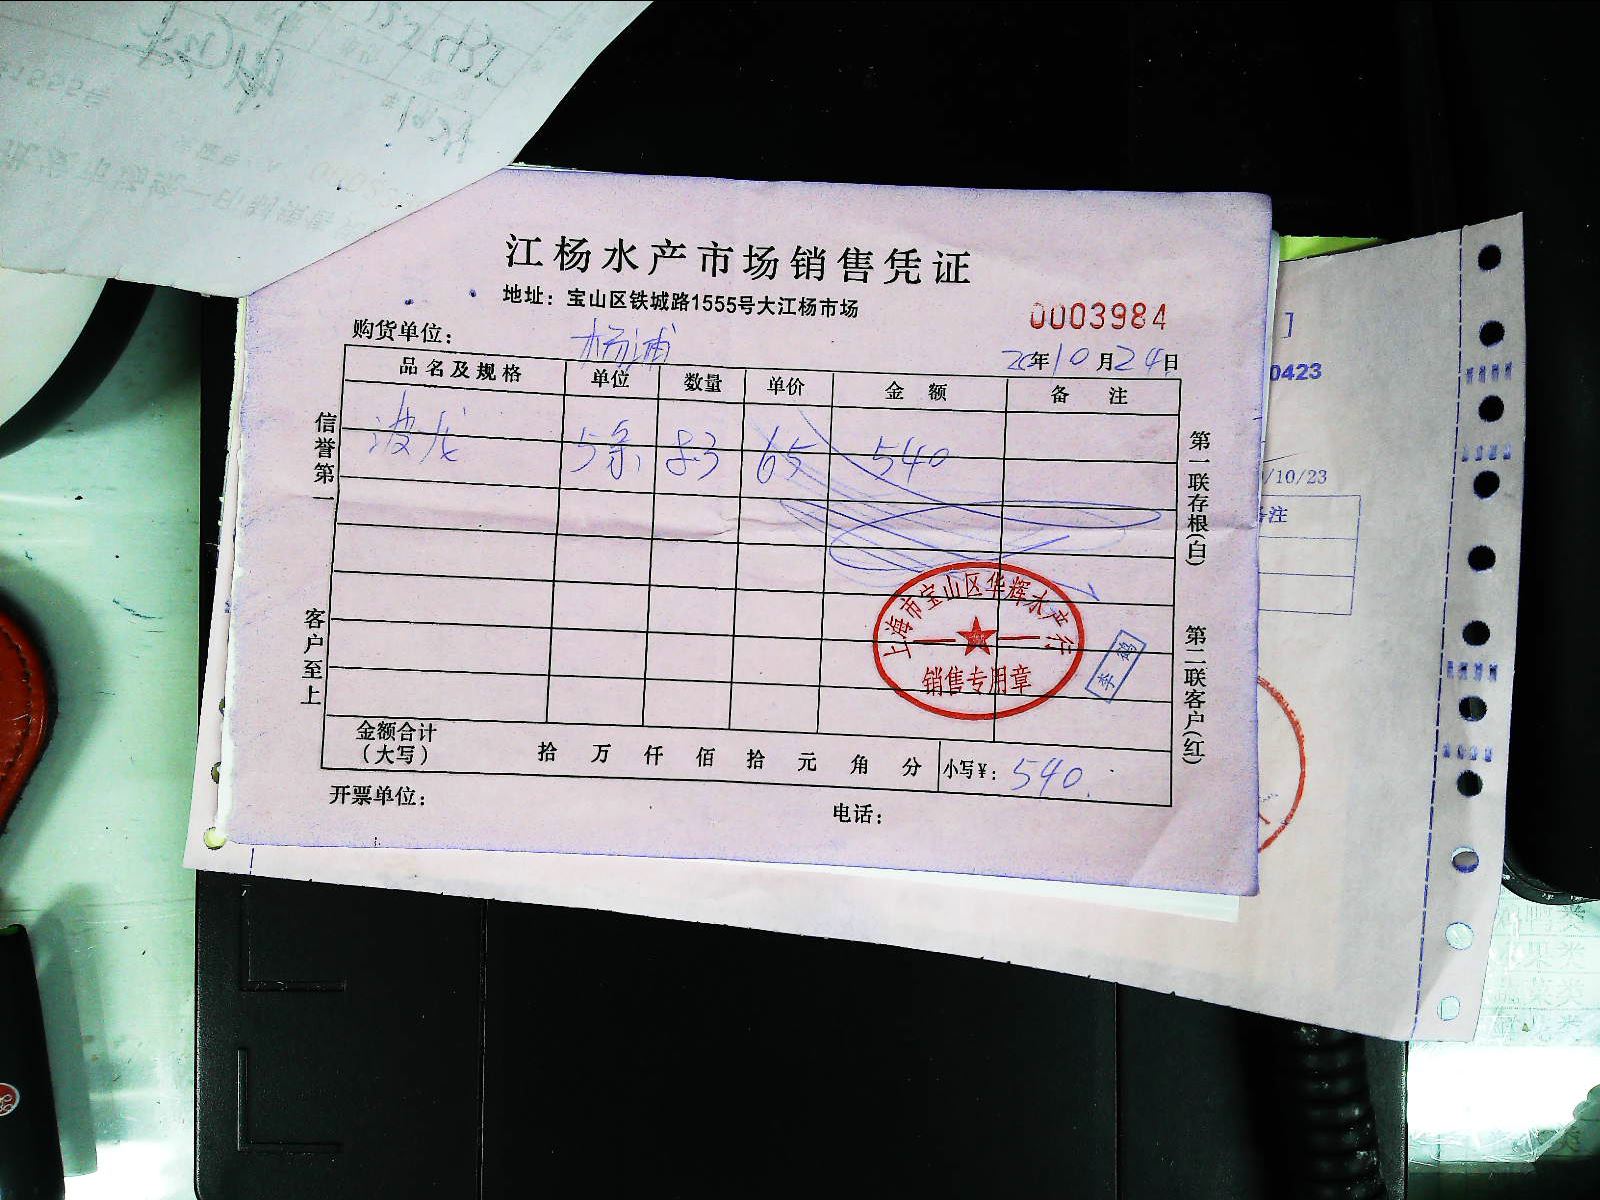 江杨水产市场销售凭证
地址：宝山区铁城路1555号大江杨市场
0003984
购货单位：
杨浦
20年10月24日
品名及规格 单位 数量 单价 金额 备注
波龙 5条 8.3 65 540
信誉第一
客户至上
第一联存根(白)
第二联客户(红)
上海市宝山区华辉水产行
销售专用章
李鹤
金额合计
（大写）
拾 万 仟 佰 拾 元 角 分 小写¥：540
开票单位：
电话：
0423
/10/23
备注